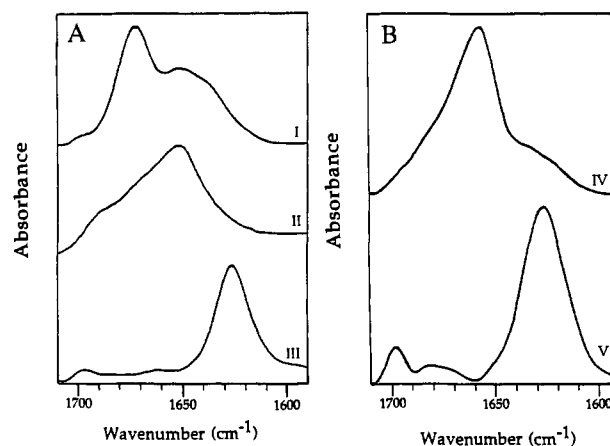 A
B
Absorbance
Absorbance
I
II
III
IV
V
1700
1650
1600
1700
1650
1600
Wavenumber (cm-1)
Wavenumber (cm-1)